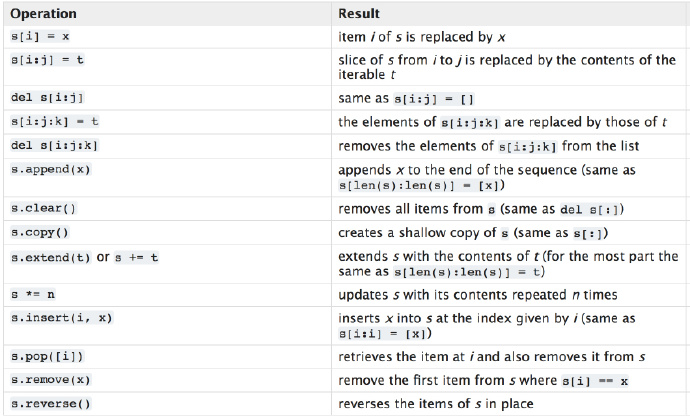 Operation Result
s[i] = x item i of s is replaced by x
s[i:j] = t slice of s from i to j is replaced by the contents of the
iterable t
del s[i:j] same as s[i:j] = []
s[i:j:k] = t the elements of s[i:j:k] are replaced by those of t
del s[i:j:k] removes the elements of s[i:j:k] from the list
s.append(x) appends x to the end of the sequence (same as
s[len(s):len(s)] = [x])
s.clear() removes all items from s (same as del s[:])
s.copy() creates a shallow copy of s (same as s[:])
s.extend(t) or s += t extends s with the contents of t (for the most part the
same as s[len(s):len(s)] = t)
s *= n updates s with its contents repeated n times
s.insert(i, x) inserts x into s at the index given by i (same as
s[i:i] = [x])
s.pop([i]) retrieves the item at i and also removes it from s
s.remove(x) remove the first item from s where s[i] == x
s.reverse() reverses the items of s in place